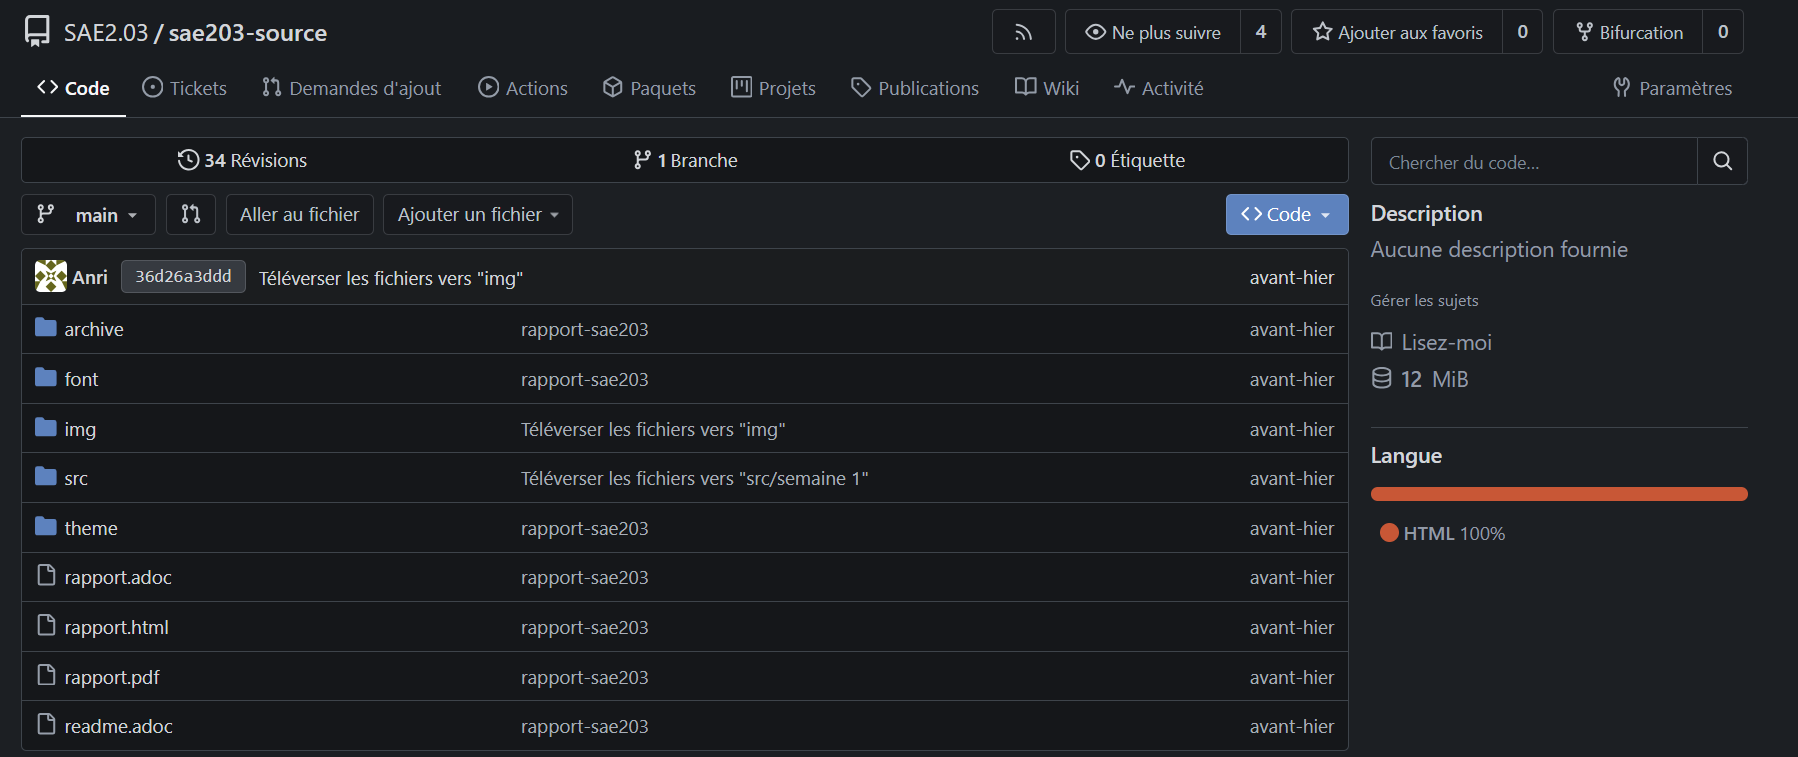 SAE2.03 / sae203-source
Ne plus suivre 4
Ajouter aux favoris 0
Bifurcation 0
Code
Tickets
Demandes d'ajout
Actions
Paquets
Projets
Publications
Wiki
Activité
Paramètres
34 Révisions
1 Branche
0 Étiquette
Chercher du code...
main
Aller au fichier
Ajouter un fichier
Code
Description
Aucune description fournie
Gérer les sujets
Lisez-moi
12 MiB
Langue
HTML 100%
Anri 36d26a3ddd Téléverser les fichiers vers "img" avant-hier
archive rapport-sae203 avant-hier
font rapport-sae203 avant-hier
img Téléverser les fichiers vers "img" avant-hier
src Téléverser les fichiers vers "src/semaine 1" avant-hier
theme rapport-sae203 avant-hier
rapport.adoc rapport-sae203 avant-hier
rapport.html rapport-sae203 avant-hier
rapport.pdf rapport-sae203 avant-hier
readme.adoc rapport-sae203 avant-hier